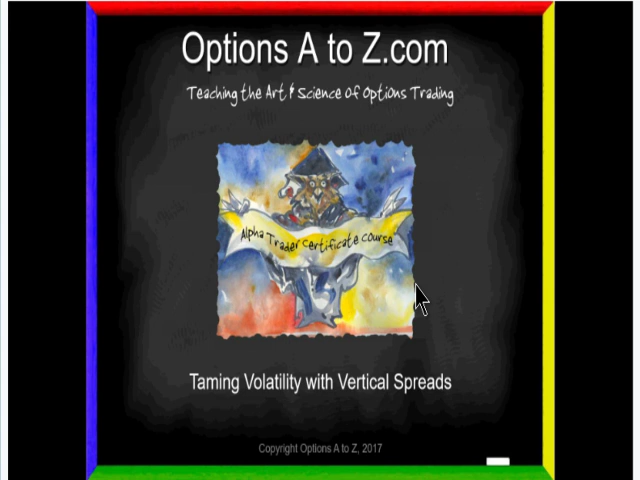 Options A to Z.com
Teaching the Art & Science of Options Trading
Alpha Trader Certificate Course
Taming Volatility with Vertical Spreads
Copyright Options A to Z, 2017